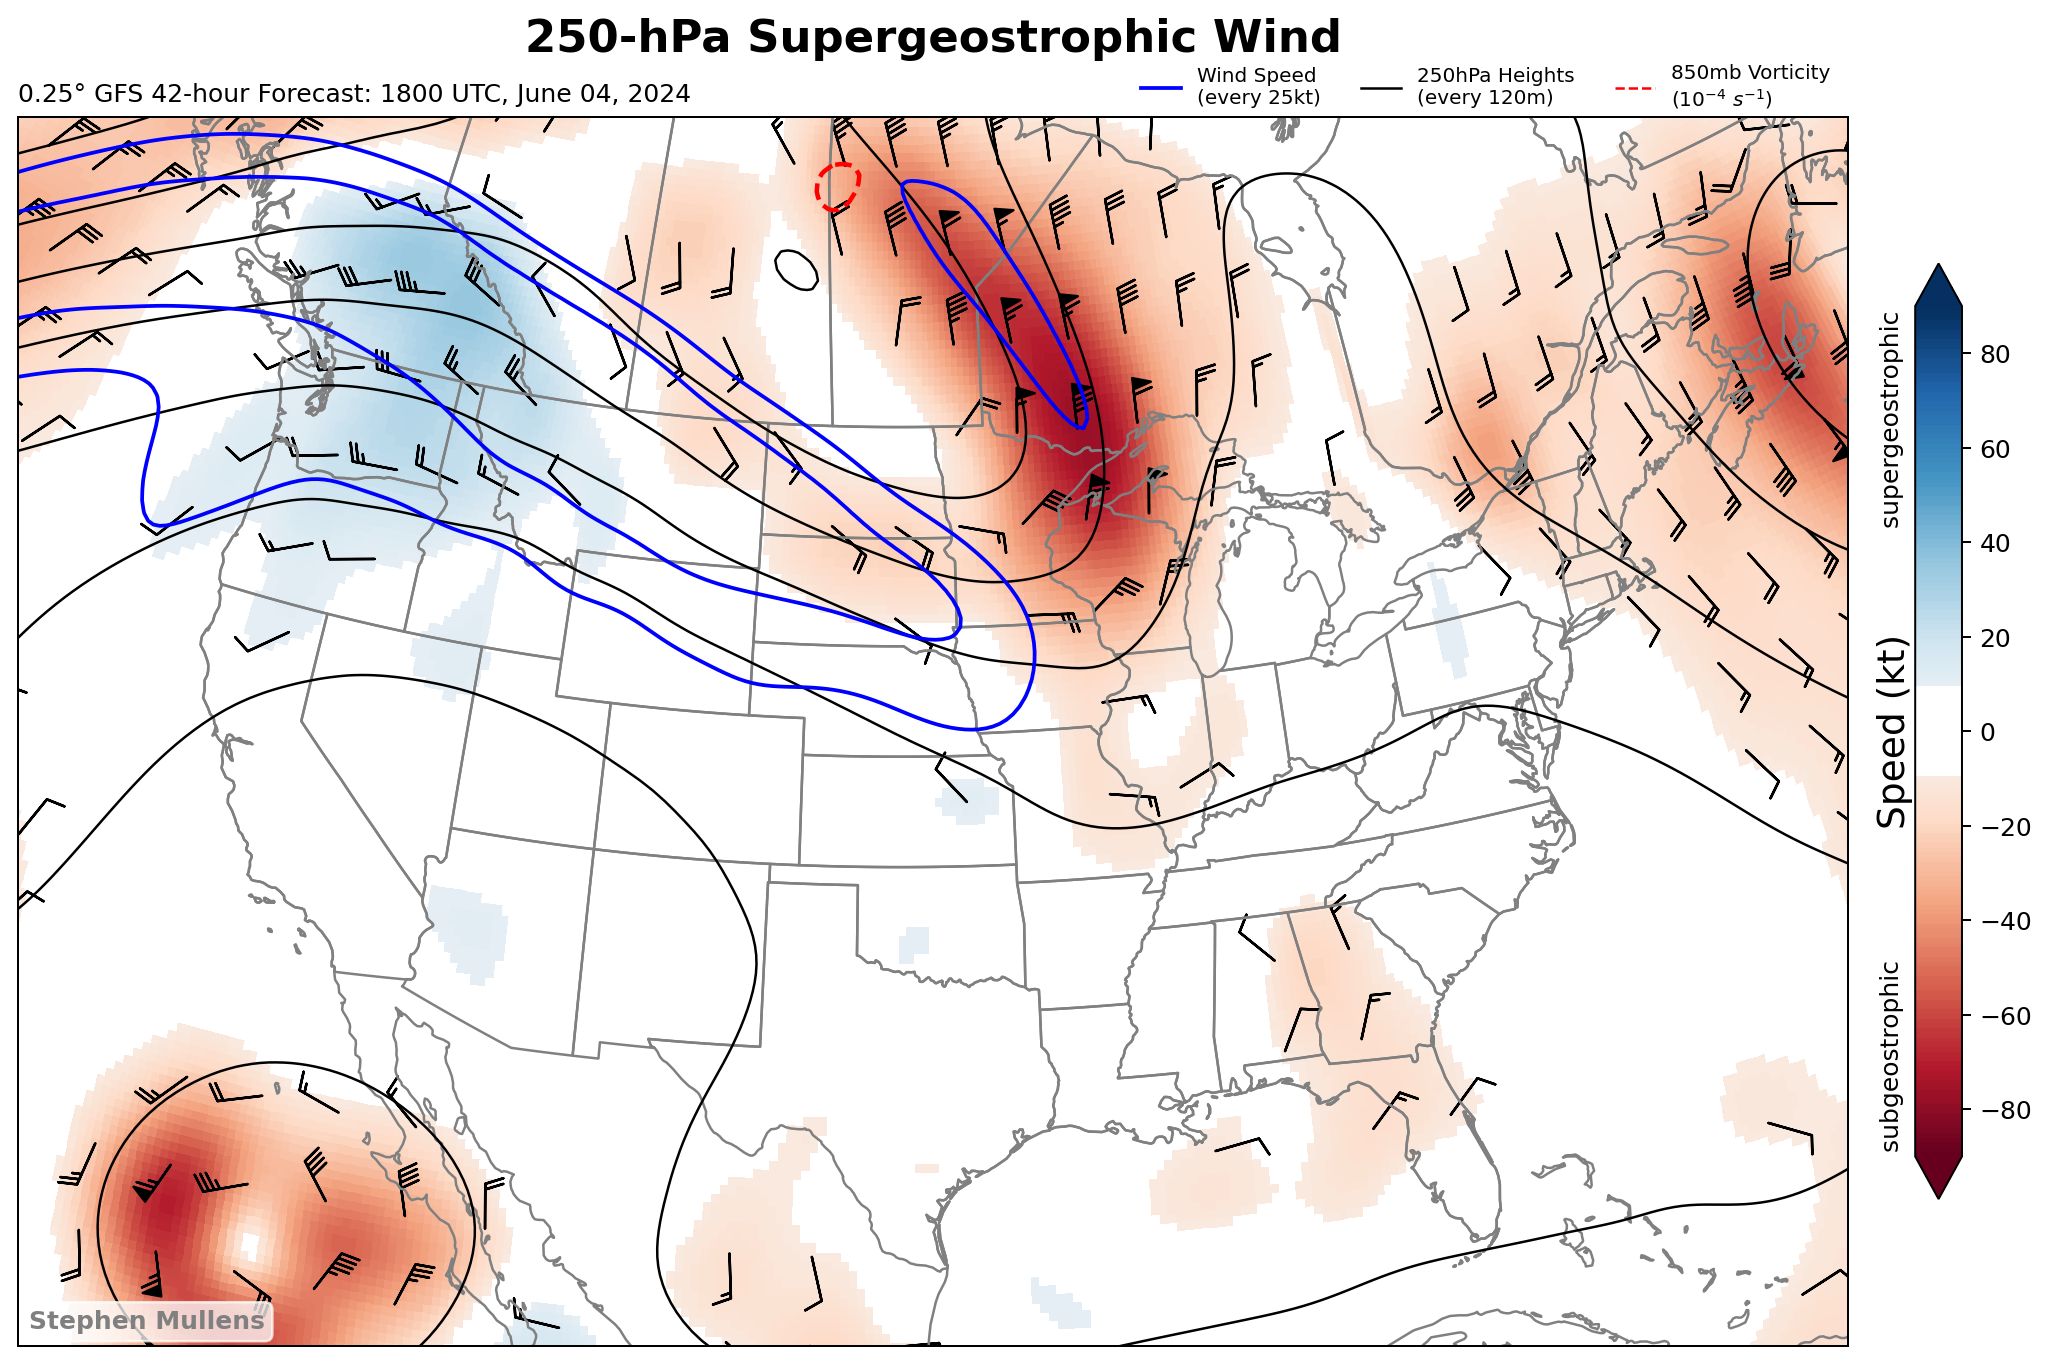 250-hPa Supergeostrophic Wind
0.25° GFS 42-hour Forecast: 1800 UTC, June 04, 2024
Wind Speed
(every 25kt)
250hPa Heights
(every 120m)
850mb Vorticity
(10⁻⁴ s⁻¹)
supergeostrophic
Speed (kt)
subgeostrophic
80
60
40
20
0
−20
−40
−60
−80
Stephen Mullens